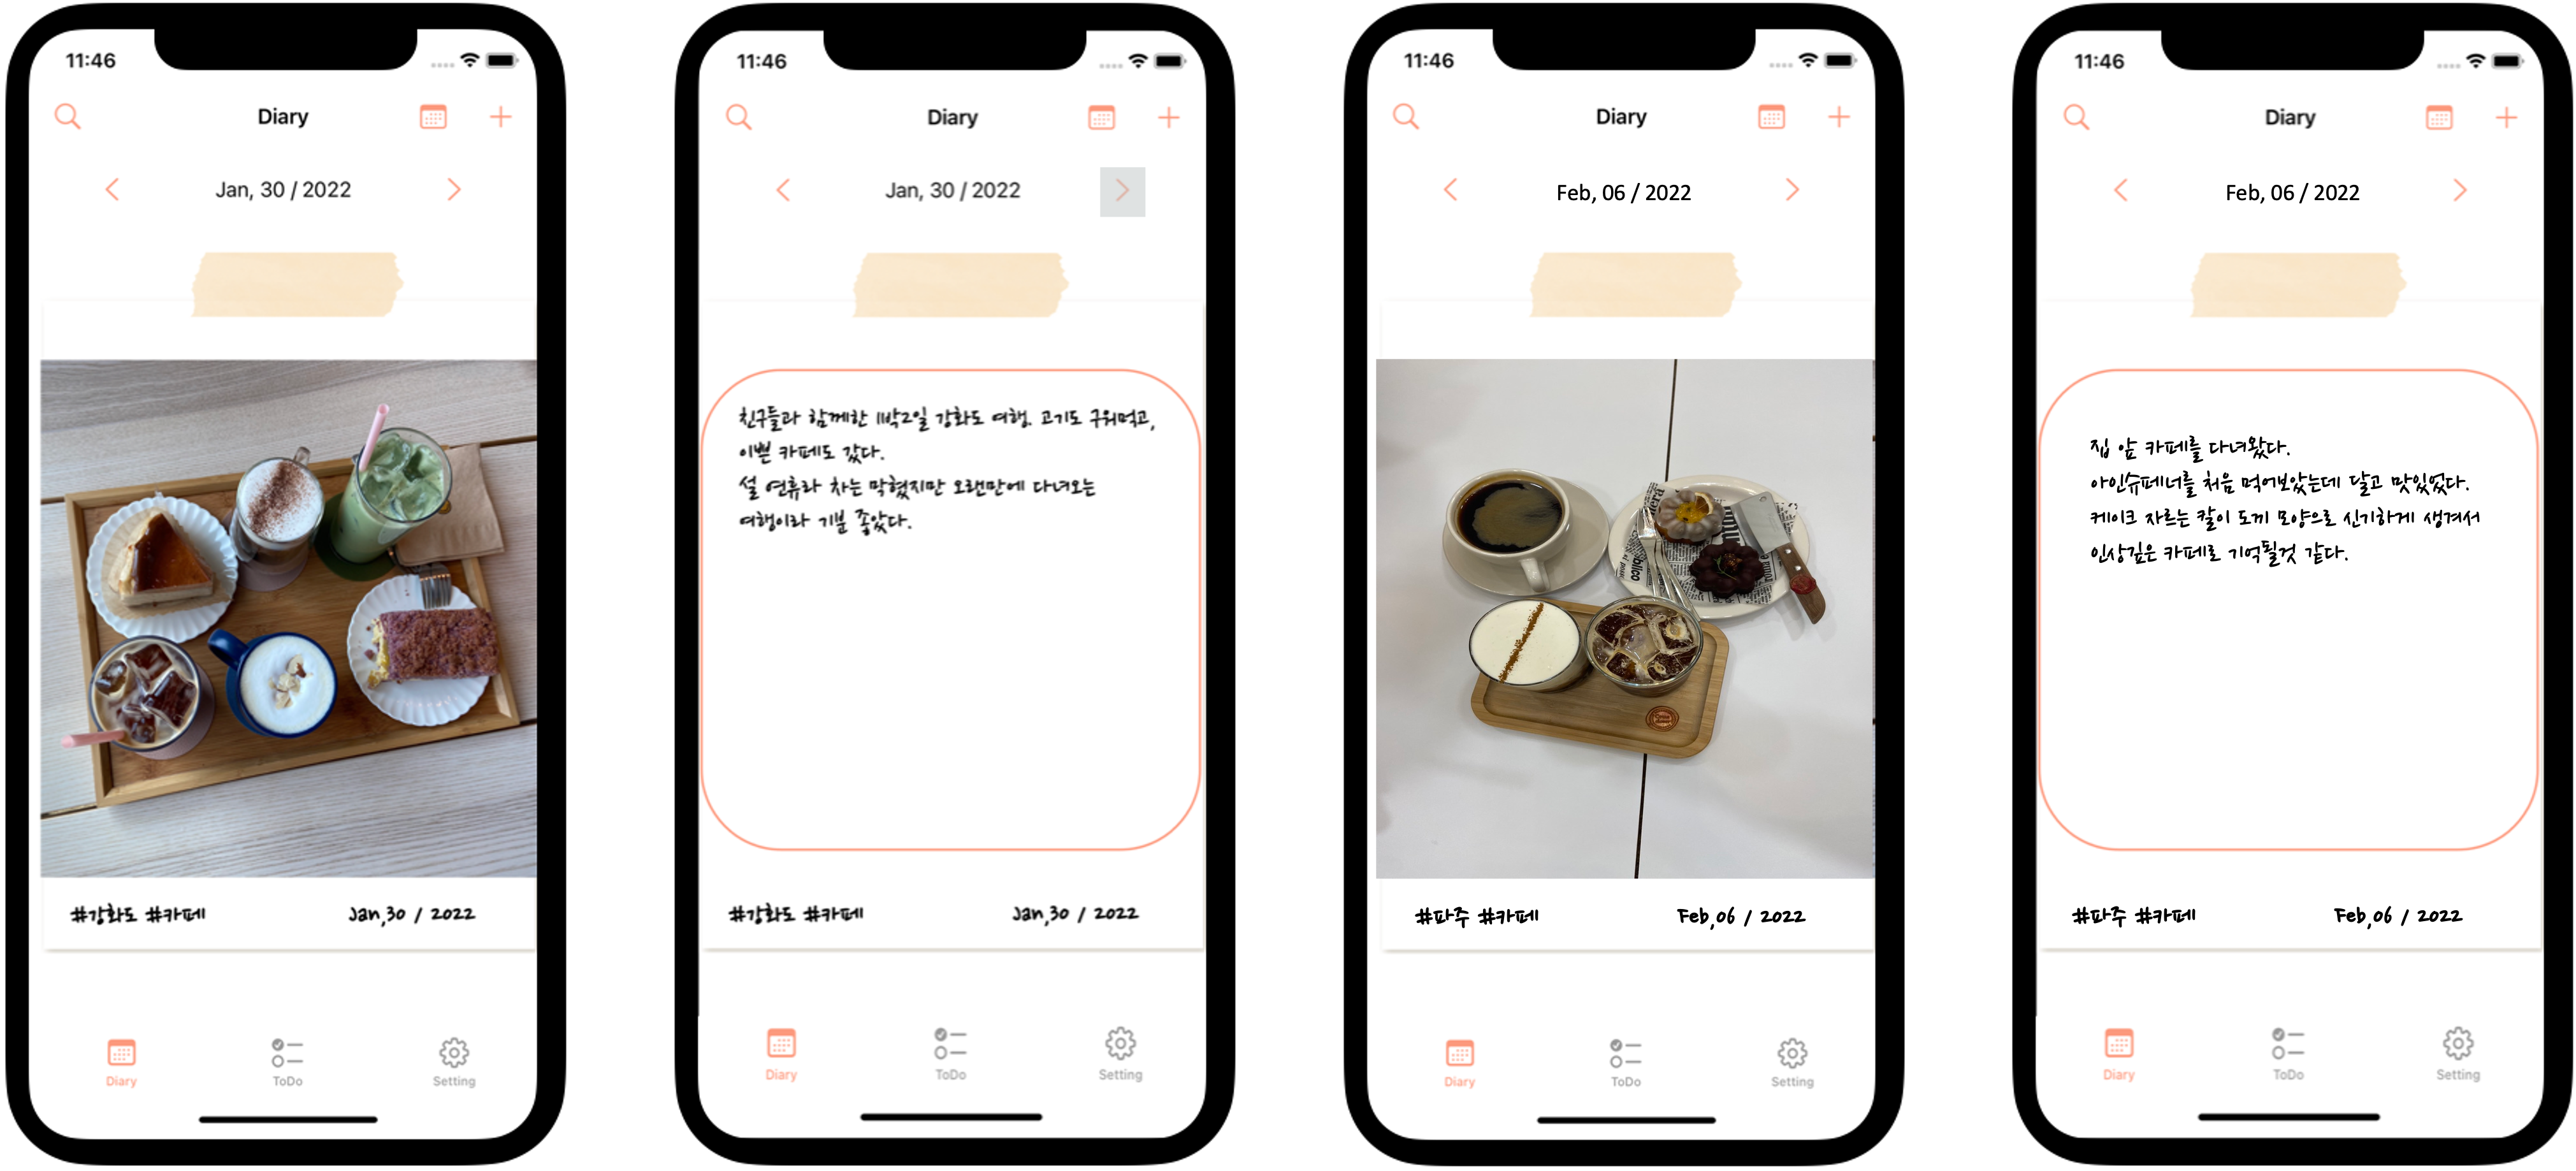 11:46
Diary
Jan, 30 / 2022
#강화도 #카페
Jan,30 / 2022
Diary
ToDo
Setting
11:46
Diary
Jan, 30 / 2022
친구들과 함께한 1박2일 강화도 여행. 고기도 구워먹고,
이쁜 카페도 갔다.
설 연휴라 차는 막혔지만 오랜만에 다녀오는
여행이라 기분 좋았다.
#강화도 #카페
Jan,30 / 2022
Diary
ToDo
Setting
11:46
Diary
Feb, 06 / 2022
#파주 #카페
Feb,06 / 2022
Diary
ToDo
Setting
11:46
Diary
Feb, 06 / 2022
집 앞 카페를 다녀왔다.
아인슈페너를 처음 먹어보았는데 달고 맛있었다.
케이크 자르는 칼이 도끼 모양으로 신기하게 생겨서
인상깊은 카페로 기억될것 같다.
#파주 #카페
Feb,06 / 2022
Diary
ToDo
Setting